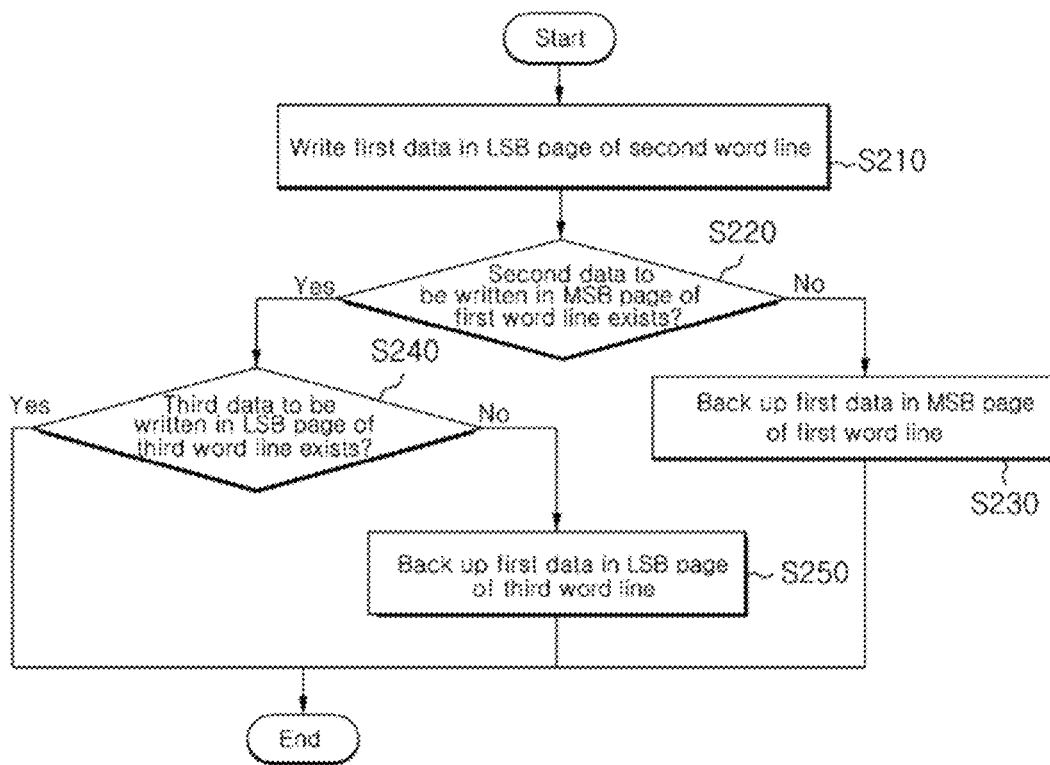 Start
Write first data in LSB page of second word line
S210
S220
Second data to
be written in MSB page of
first word line exists?
Yes
No
S240
Third data to be
written in LSB page of
third word line exists?
Yes
No
Back up first data in MSB page
of first word line
S230
Back up first data in LSB page
of third word line
S250
End